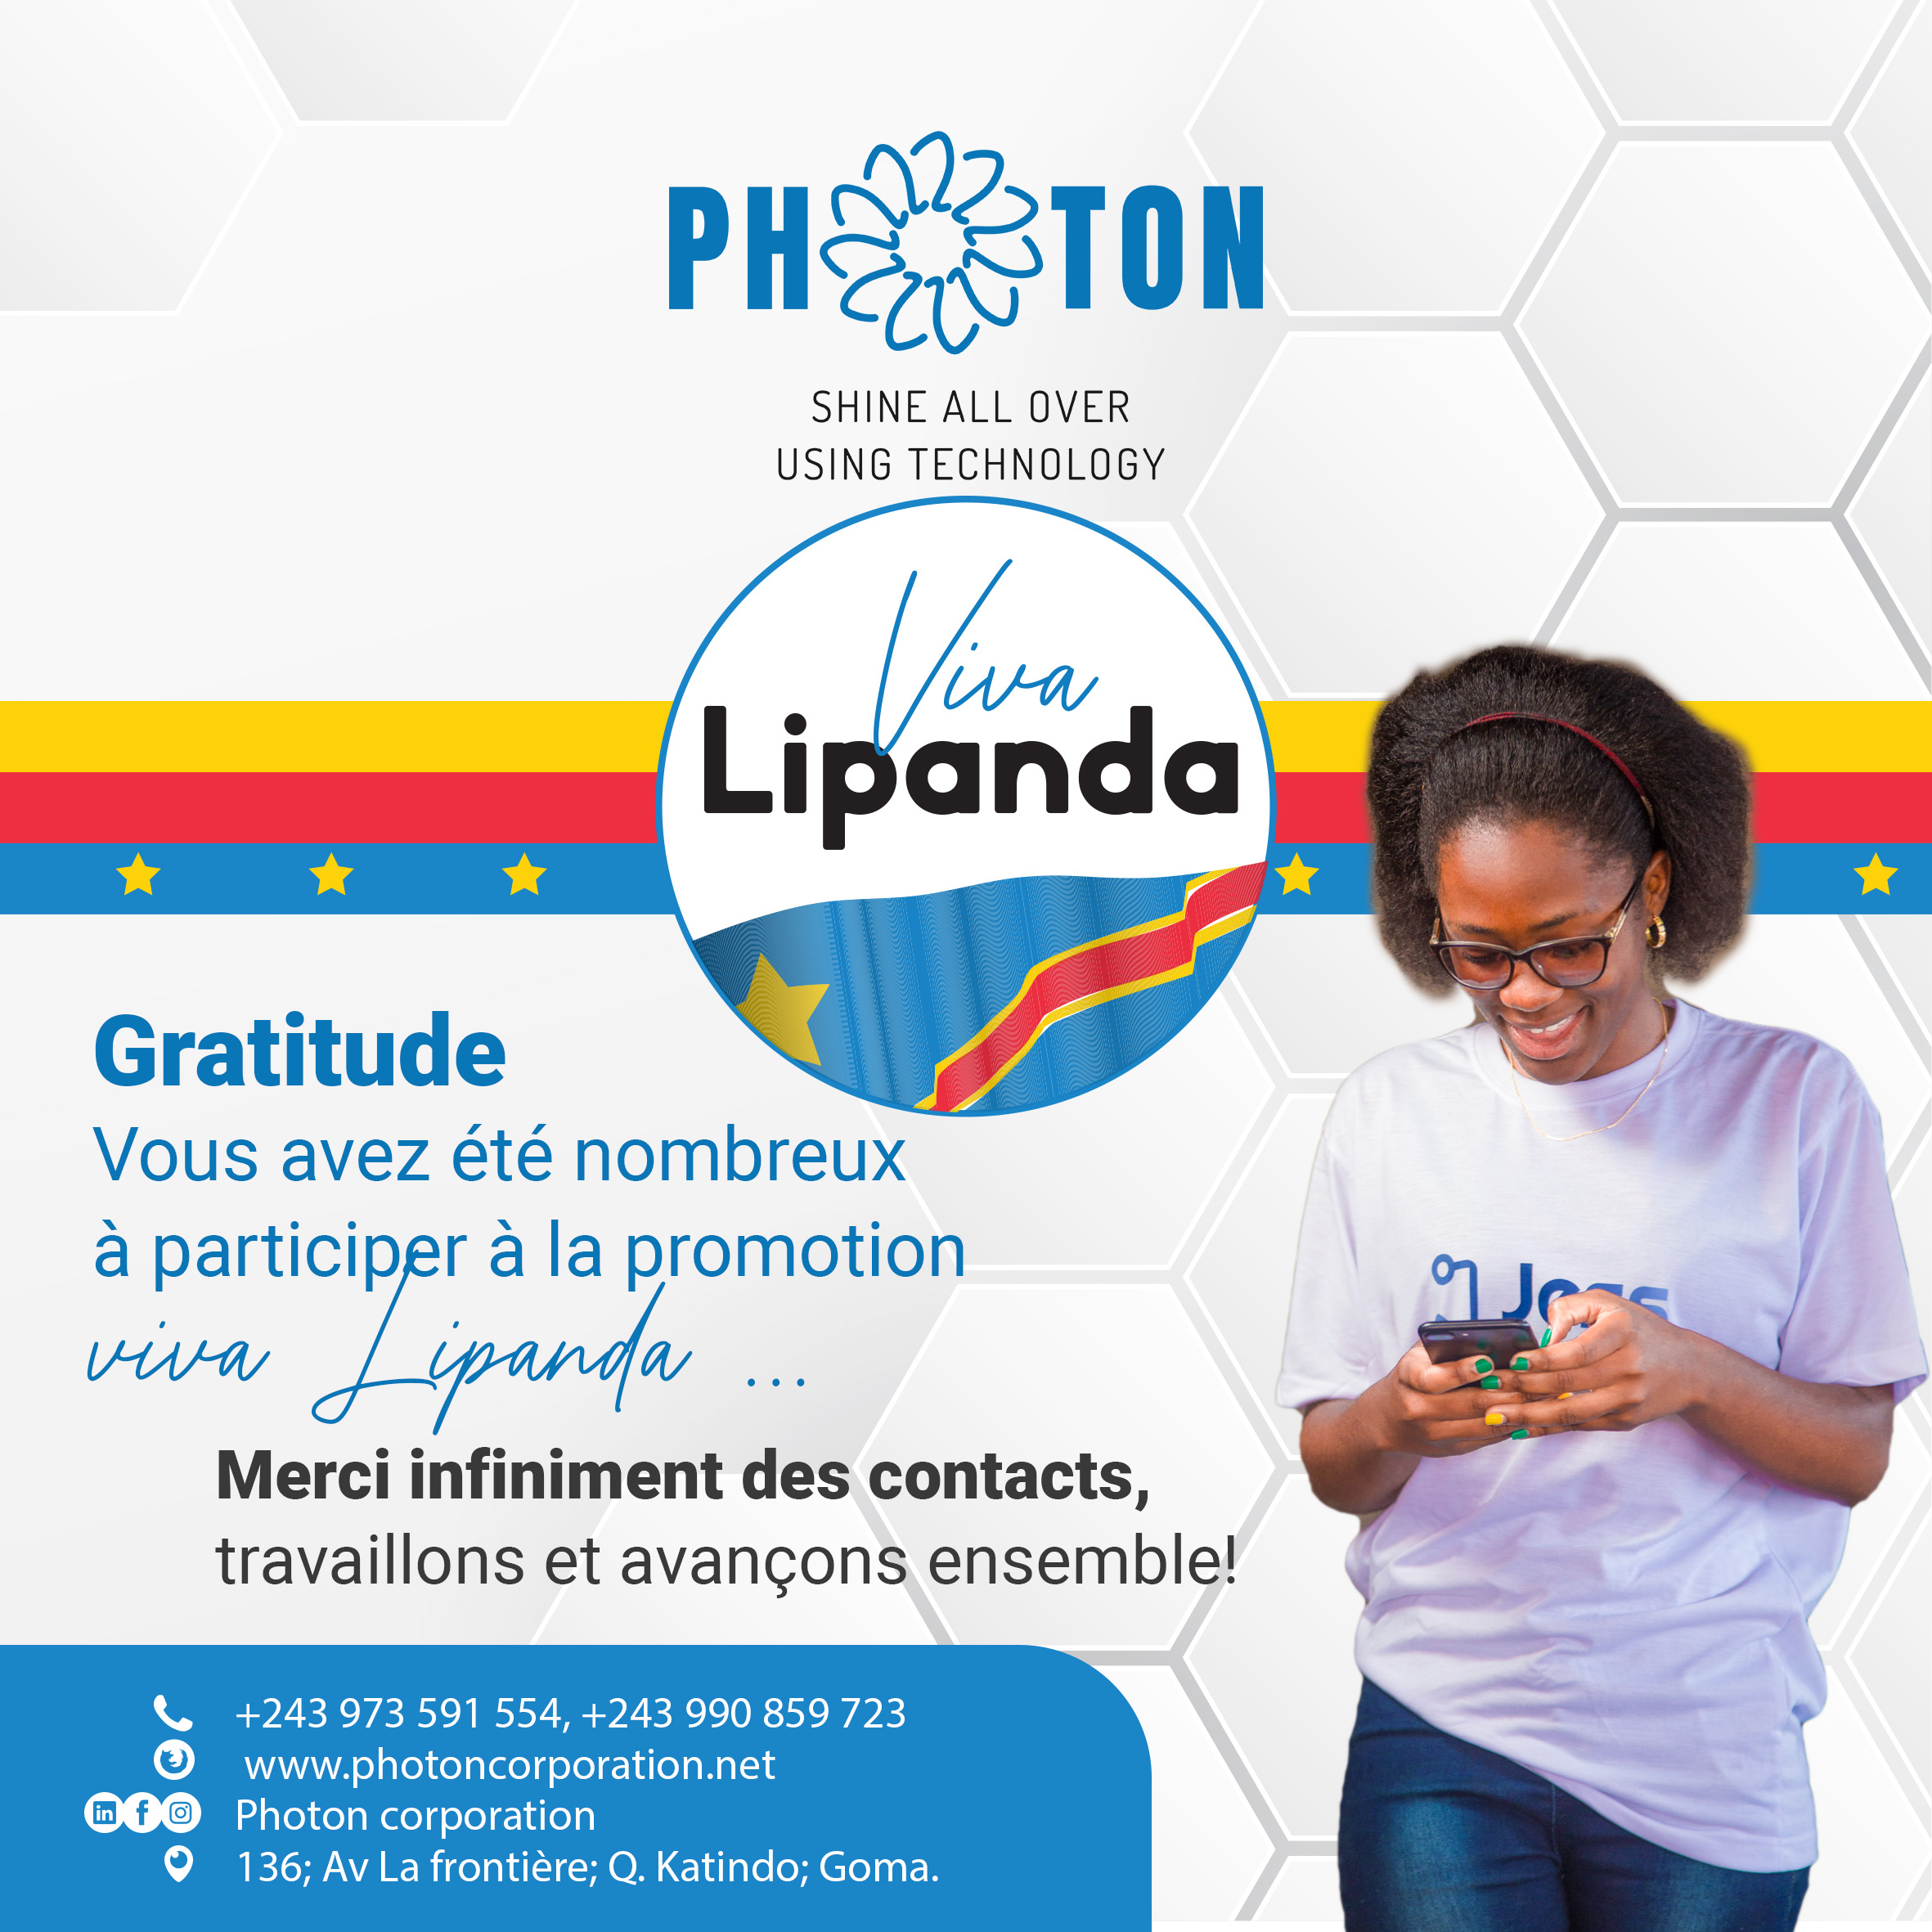 PHOTON
SHINE ALL OVER
USING TECHNOLOGY
Viva
Lipanda
Gratitude
Vous avez été nombreux
à participer à la promotion
viva Lipanda ...
Merci infiniment des contacts,
travaillons et avançons ensemble!
+243 973 591 554, +243 990 859 723
www.photoncorporation.net
Photon corporation
136; Av La frontière; Q. Katindo; Goma.